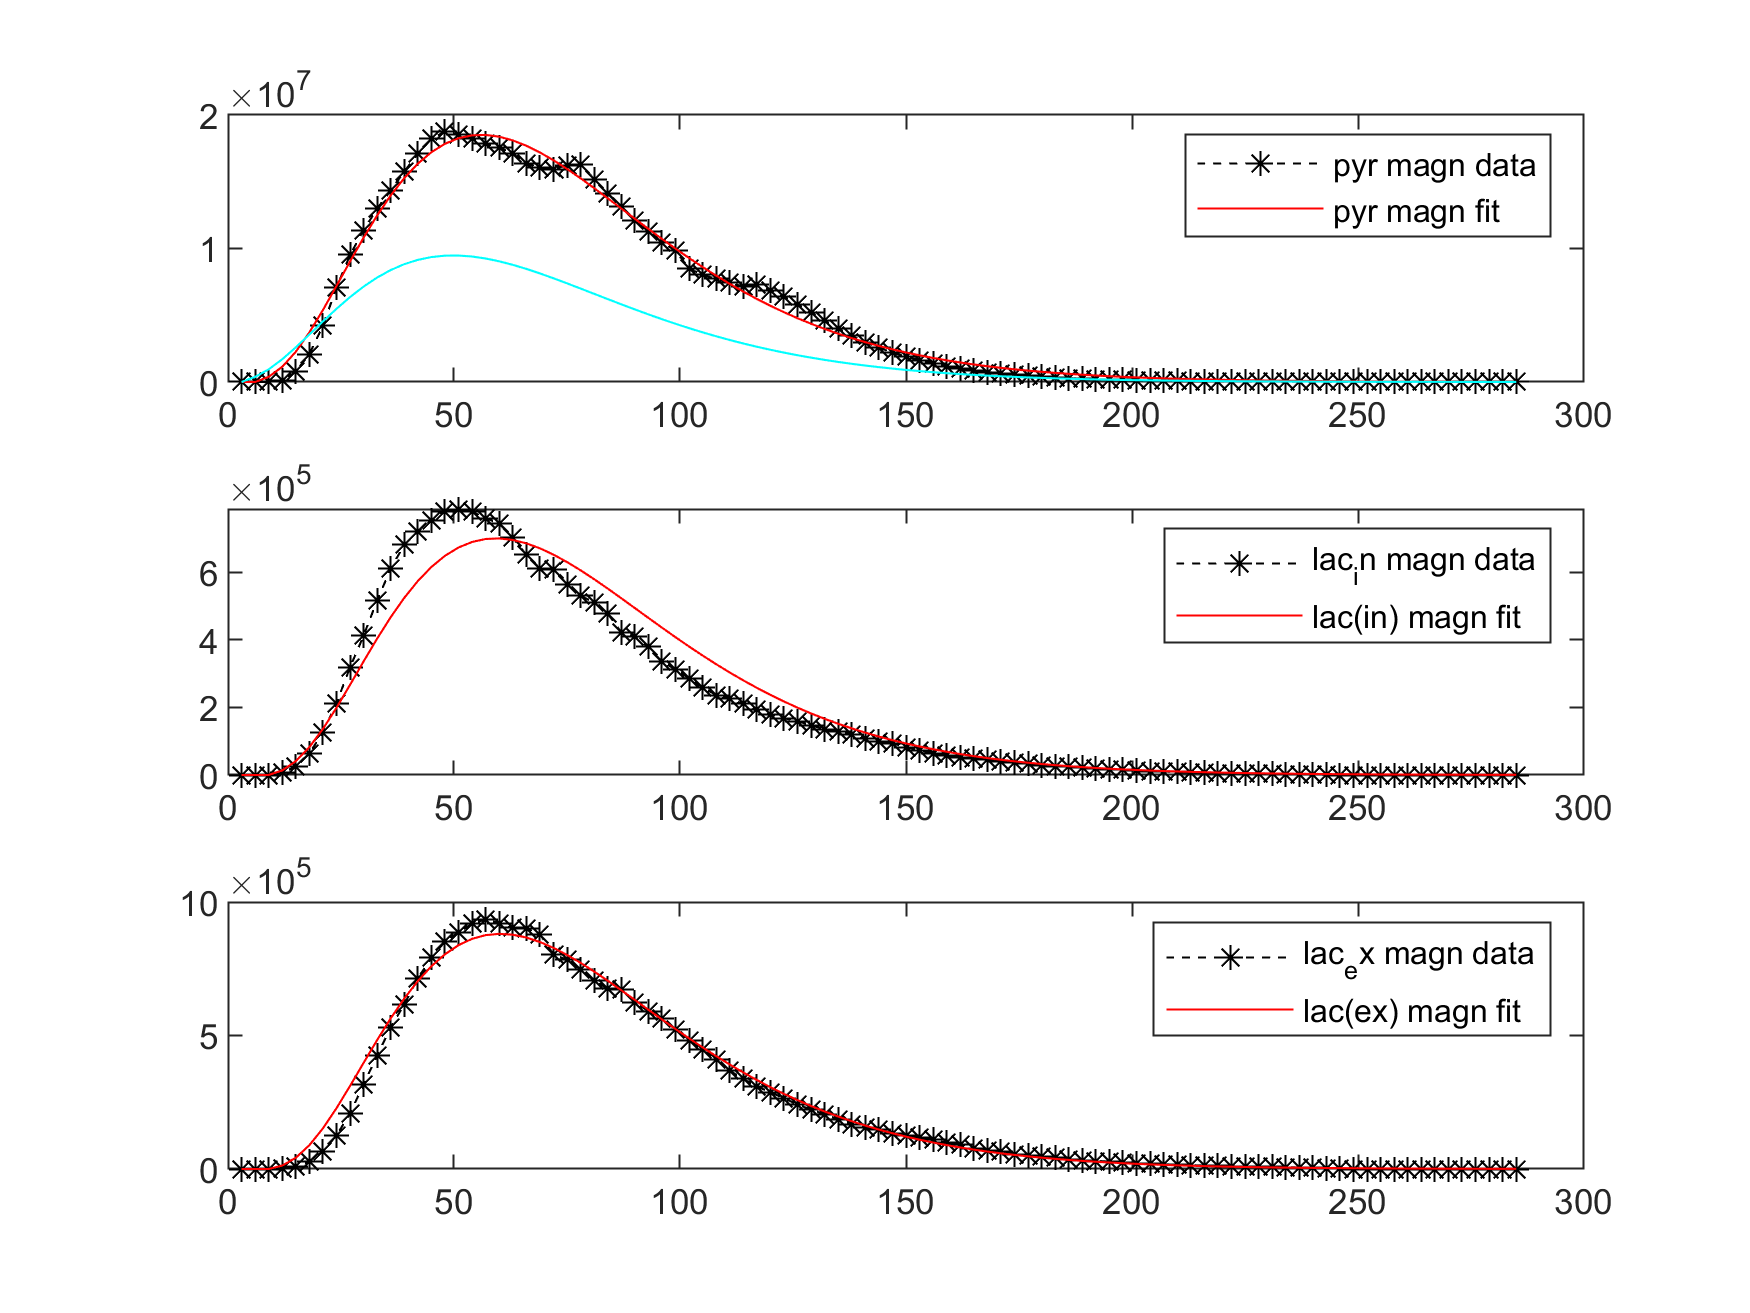 ×10^7
2
1
0
0 50 100 150 200 250 300
pyr magn data
pyr magn fit
×10^5
6
4
2
0
0 50 100 150 200 250 300
lac_in magn data
lac(in) magn fit
×10^5
10
5
0
0 50 100 150 200 250 300
lac_ex magn data
lac(ex) magn fit